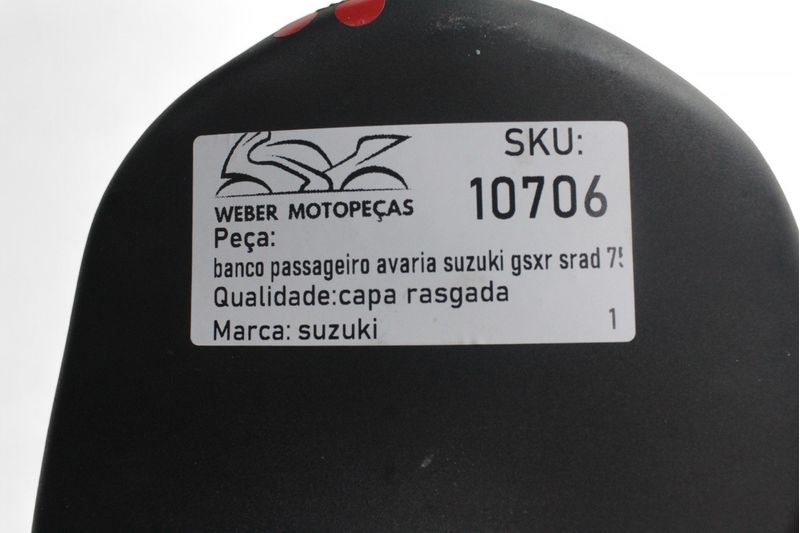 WEBER MOTOPEÇAS
SKU:
10706
Peça:
banco passageiro avaria suzuki gsxr srad
Qualidade:capa rasgada
Marca: suzuki
1